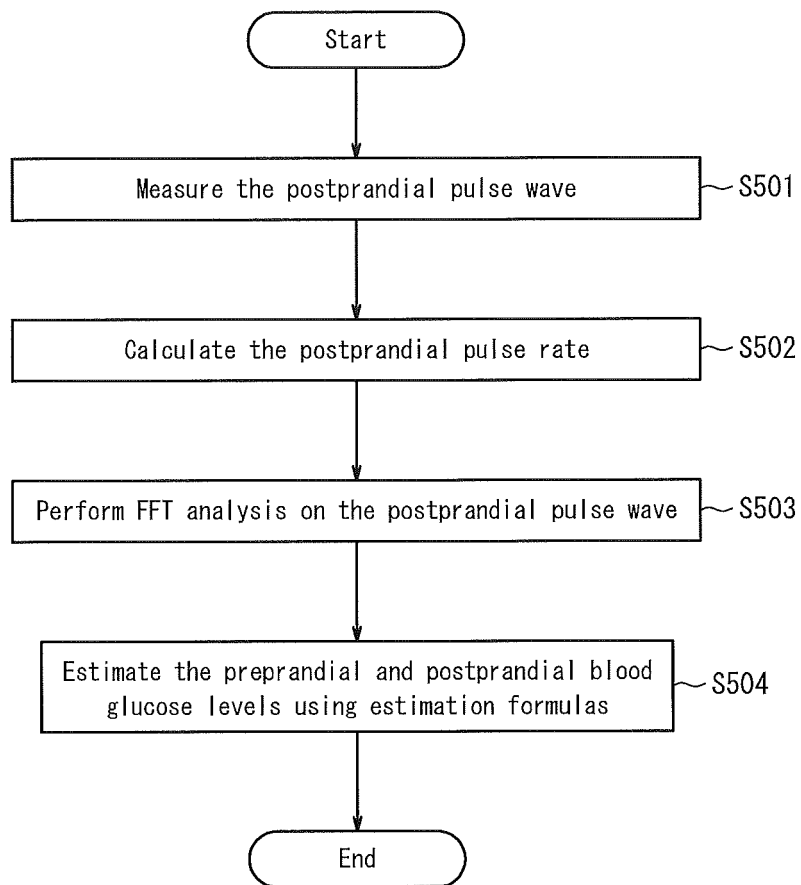 Start
Measure the postprandial pulse wave
S501
Calculate the postprandial pulse rate
S502
Perform FFT analysis on the postprandial pulse wave
S503
Estimate the preprandial and postprandial blood
glucose levels using estimation formulas
S504
End